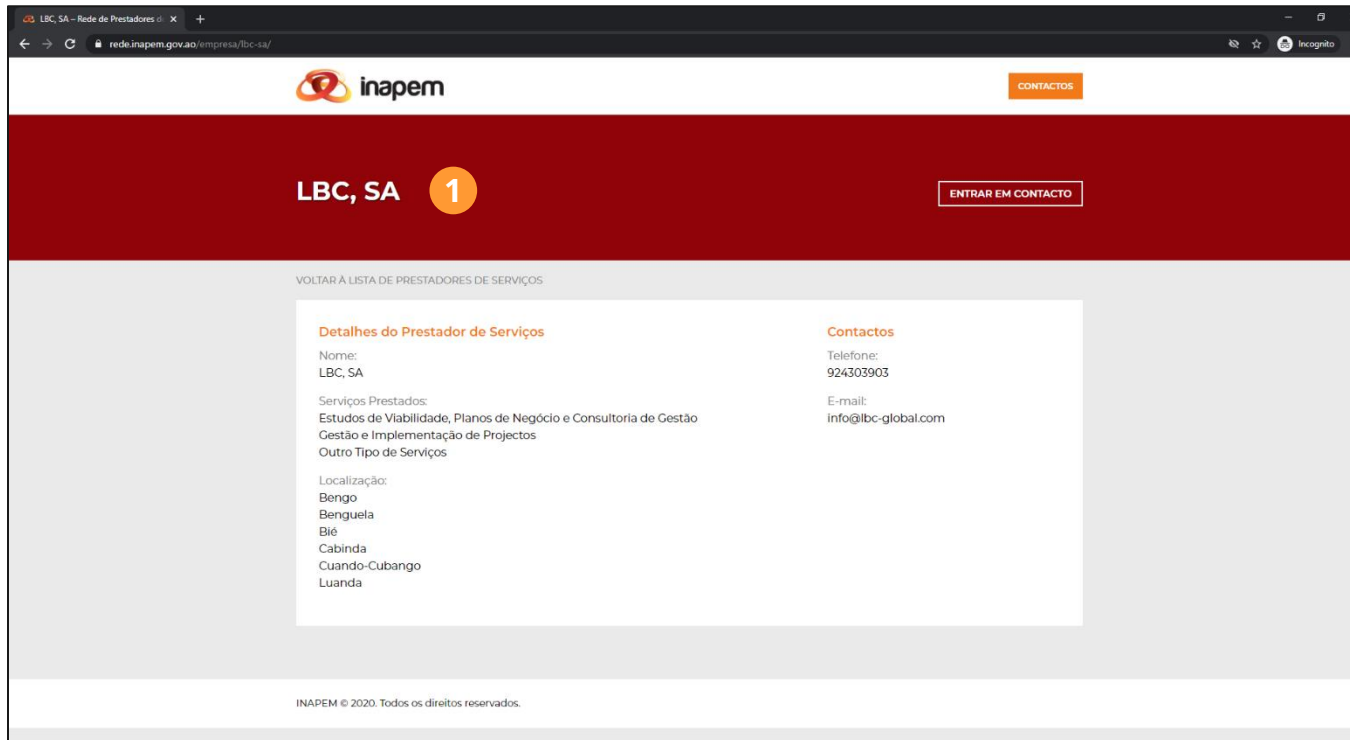 LBC, SA – Rede de Prestadores d
rede.inapem.gov.ao/empresa/lbc-sa/
Incognito
inapem
CONTACTOS
LBC, SA
1
ENTRAR EM CONTACTO
VOLTAR À LISTA DE PRESTADORES DE SERVIÇOS
Detalhes do Prestador de Serviços
Nome:
LBC, SA
Serviços Prestados:
Estudos de Viabilidade, Planos de Negócio e Consultoria de Gestão
Gestão e Implementação de Projectos
Outro Tipo de Serviços
Localização:
Bengo
Benguela
Bié
Cabinda
Cuando-Cubango
Luanda
Contactos
Telefone:
924303903
E-mail:
info@lbc-global.com
INAPEM © 2020. Todos os direitos reservados.